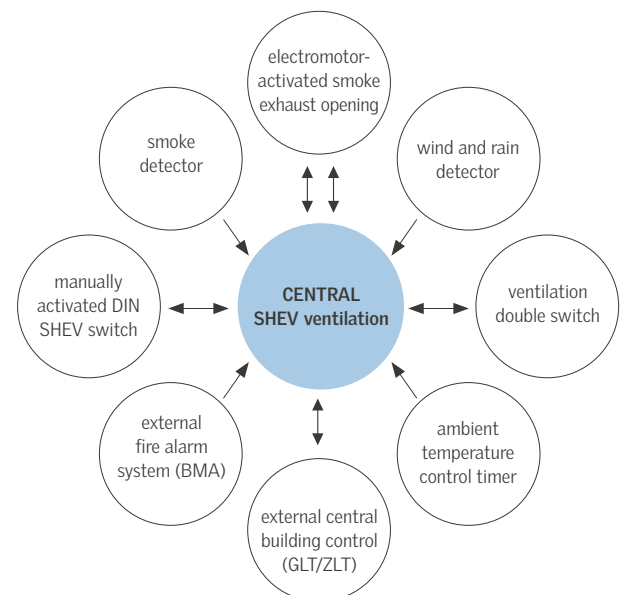 electromotor-
activated smoke
exhaust opening
smoke
detector
wind and rain
detector
manually
activated DIN
SHEV switch
CENTRAL
SHEV ventilation
ventilation
double switch
external
fire alarm
system (BMA)
ambient
temperature
control timer
external central
building control
(GLT/ZLT)